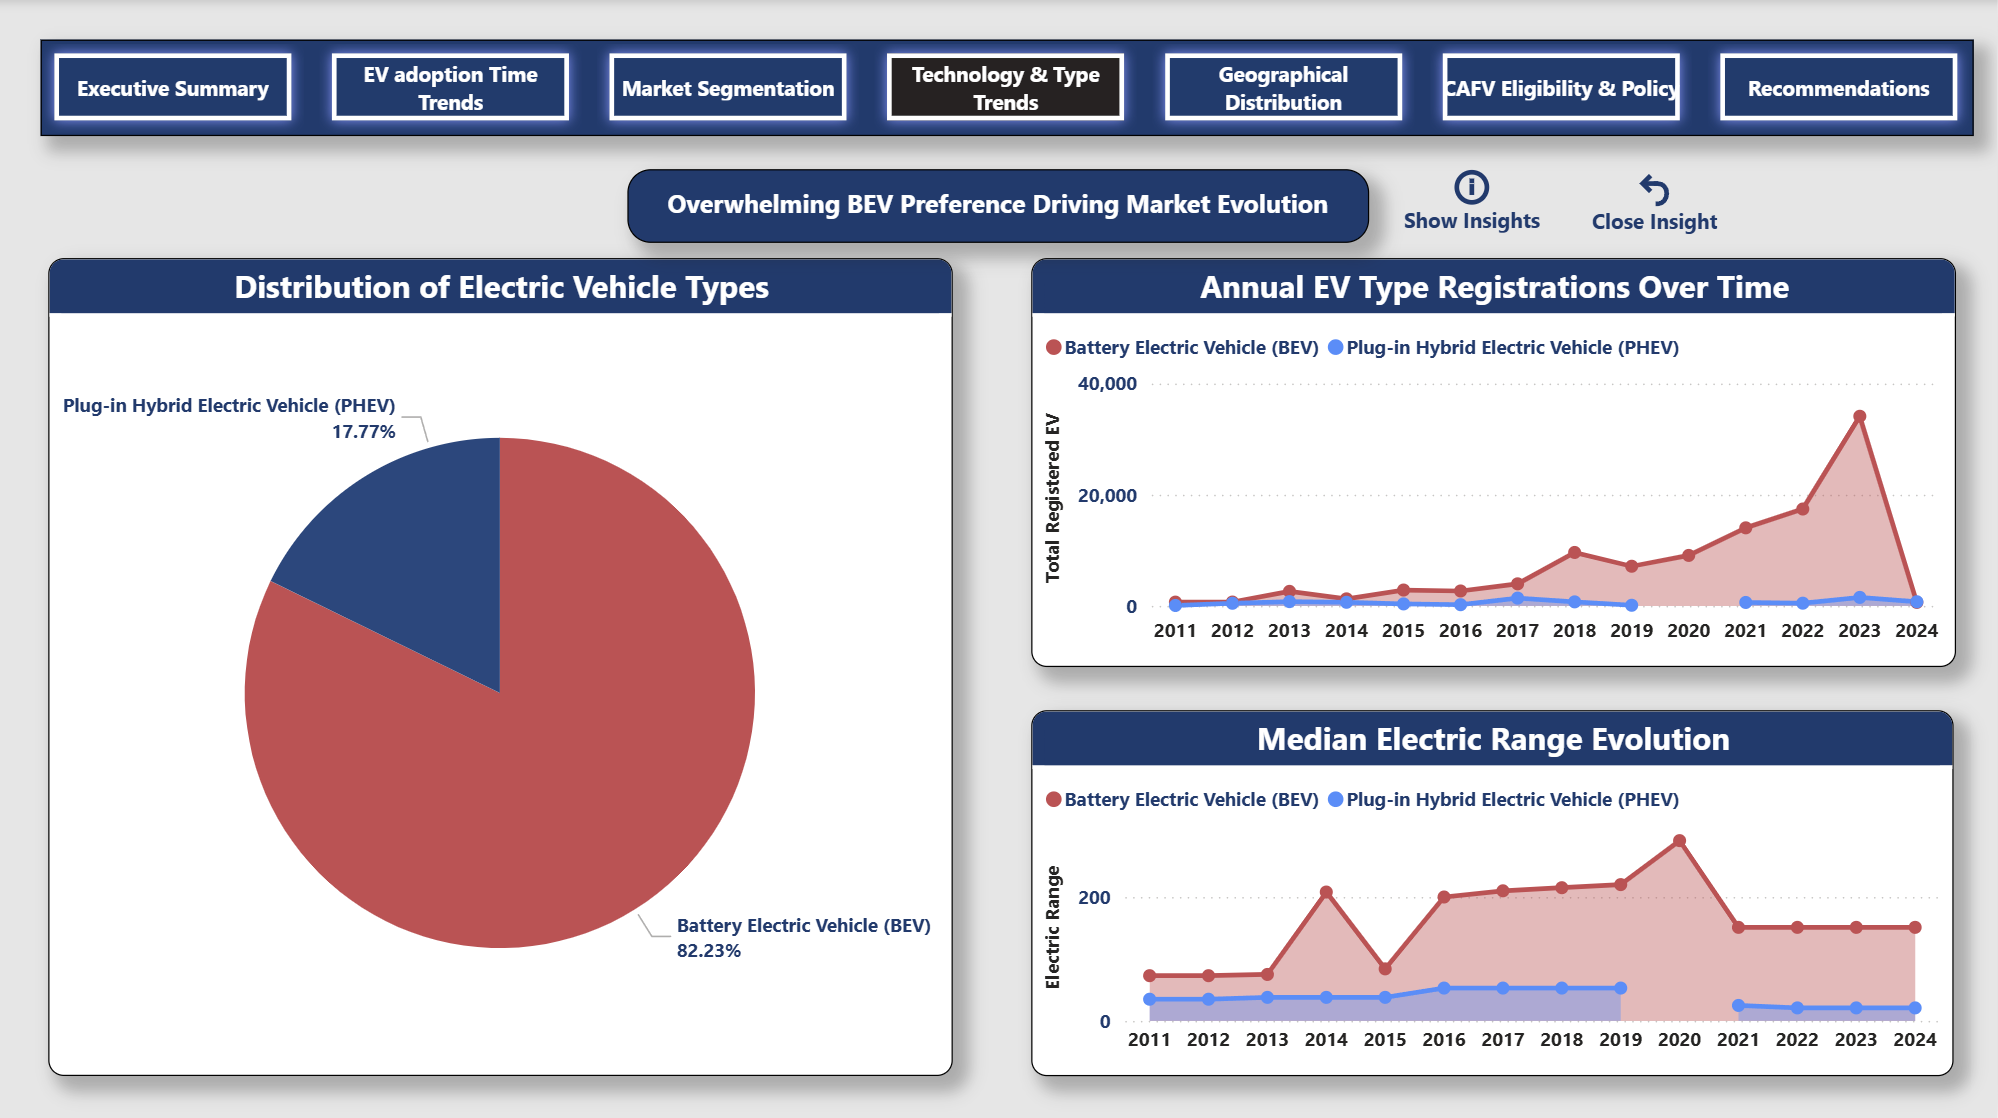 Executive Summary
EV adoption Time
Trends
Market Segmentation
Technology & Type
Trends
Geographical
Distribution
CAFV Eligibility & Policy
Recommendations
Overwhelming BEV Preference Driving Market Evolution
Show Insights
Close Insight
Distribution of Electric Vehicle Types
Plug-in Hybrid Electric Vehicle (PHEV)
17.77%
Battery Electric Vehicle (BEV)
82.23%
Annual EV Type Registrations Over Time
Battery Electric Vehicle (BEV) Plug-in Hybrid Electric Vehicle (PHEV)
Total Registered EV
40,000
20,000
0
2011 2012 2013 2014 2015 2016 2017 2018 2019 2020 2021 2022 2023 2024
Median Electric Range Evolution
Battery Electric Vehicle (BEV) Plug-in Hybrid Electric Vehicle (PHEV)
Electric Range
200
0
2011 2012 2013 2014 2015 2016 2017 2018 2019 2020 2021 2022 2023 2024